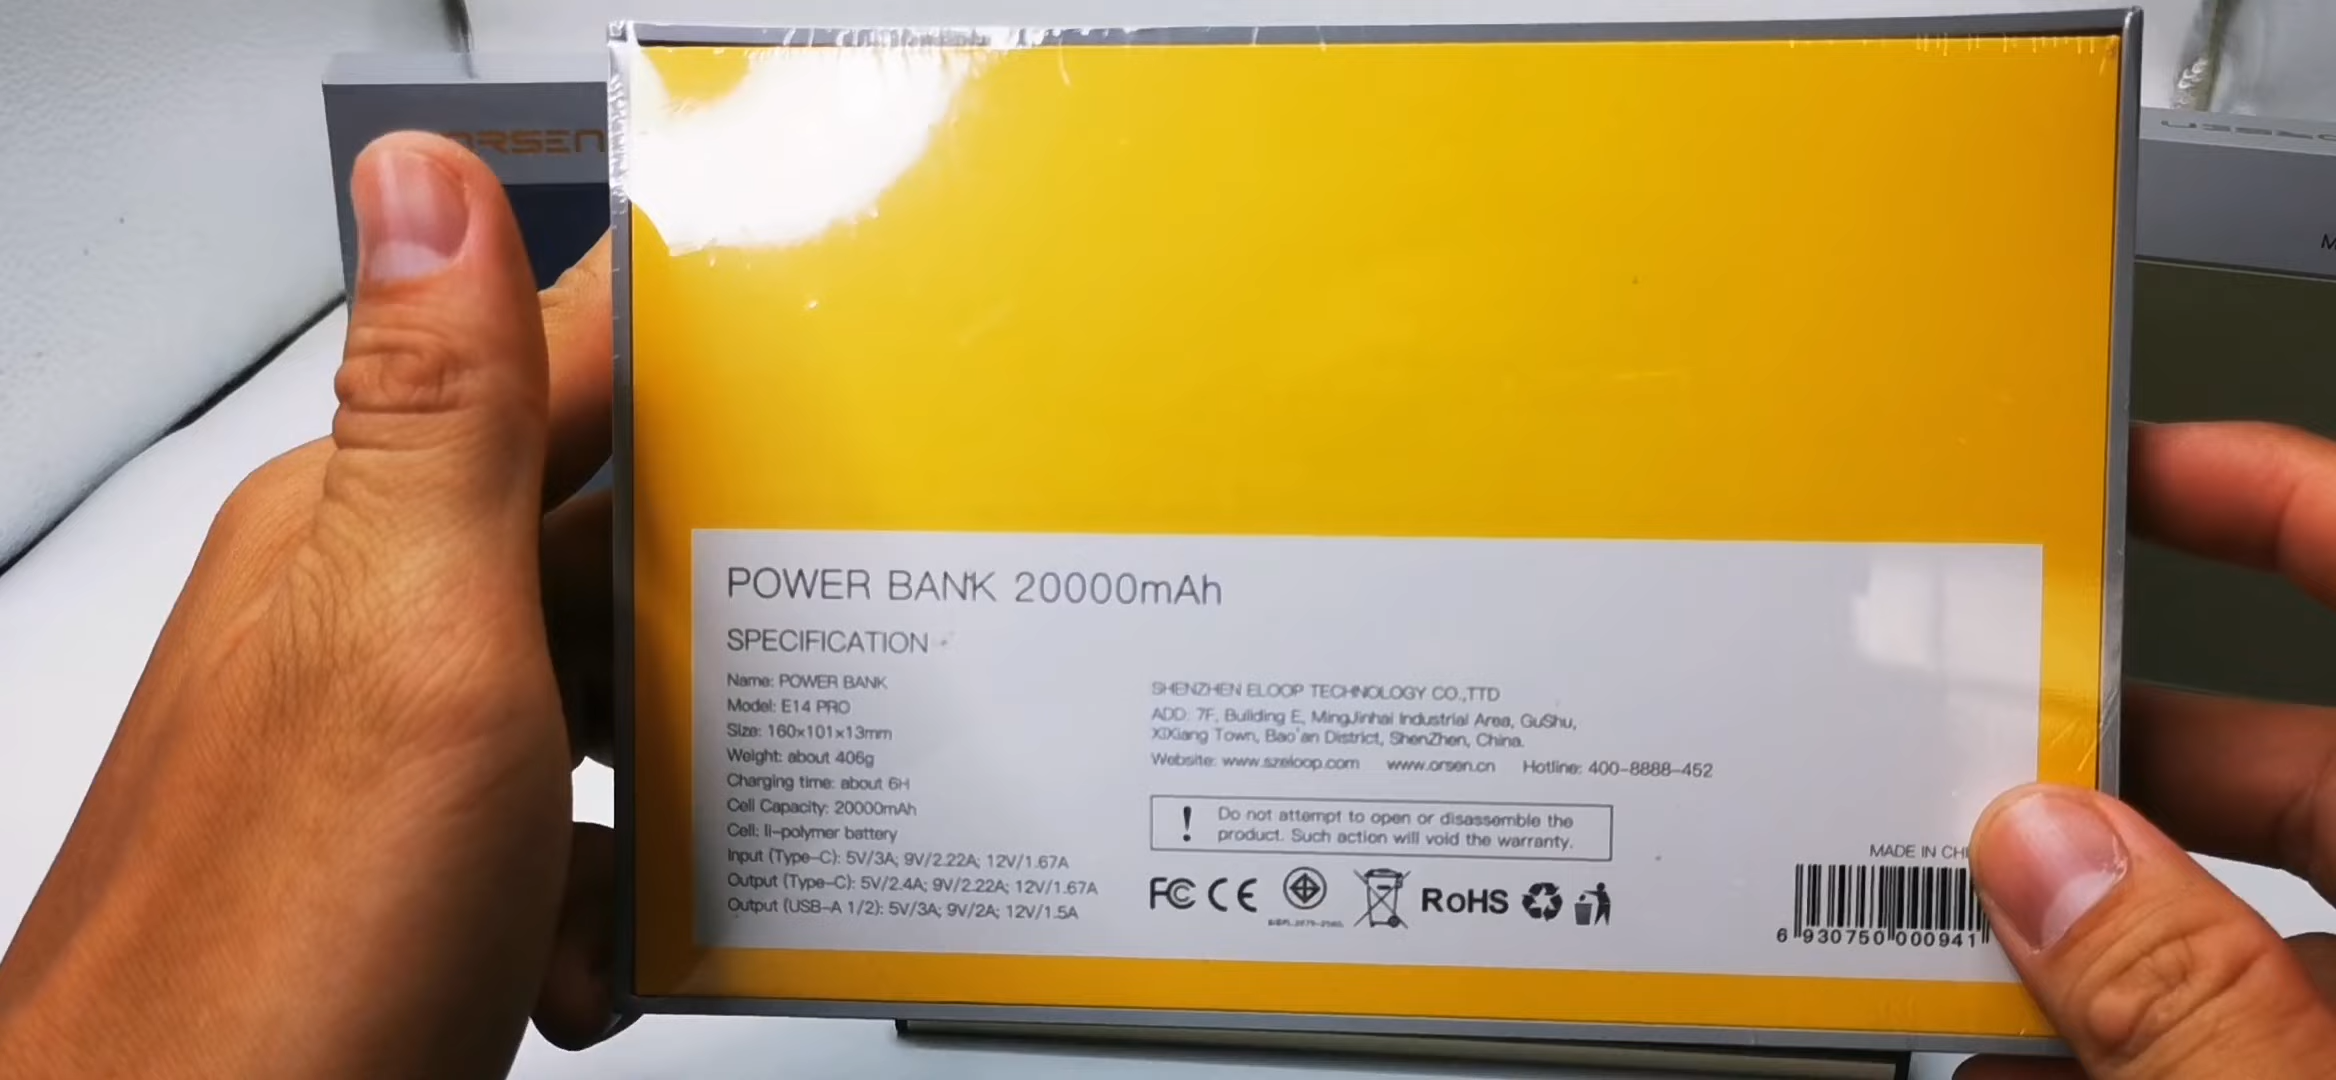 ORSEN
ORSEN
POWER BANK 20000mAh
SPECIFICATION
Name: POWER BANK
Model: E14 PRO
Size: 160×101×13mm
Weight: about 406g
Charging time: about 6H
Cell Capacity: 20000mAh
Cell: li-polymer battery
Input (Type-C): 5V/3A; 9V/2.22A; 12V/1.67A
Output (Type-C): 5V/2.4A; 9V/2.22A; 12V/1.67A
Output (USB-A 1/2): 5V/3A; 9V/2A; 12V/1.5A
SHENZHEN ELOOP TECHNOLOGY CO.,TTD
ADD: 7F, Building E, MingJinhai Industrial Area, GuShu,
XiXiang Town, Bao'an District, ShenZhen, China.
Website: www.szeloop.com www.orsen.cn Hotline: 400-8888-452
! Do not attempt to open or disassemble the
product. Such action will void the warranty.
FC CE RoHS
MADE IN CHI
6 930750 000941